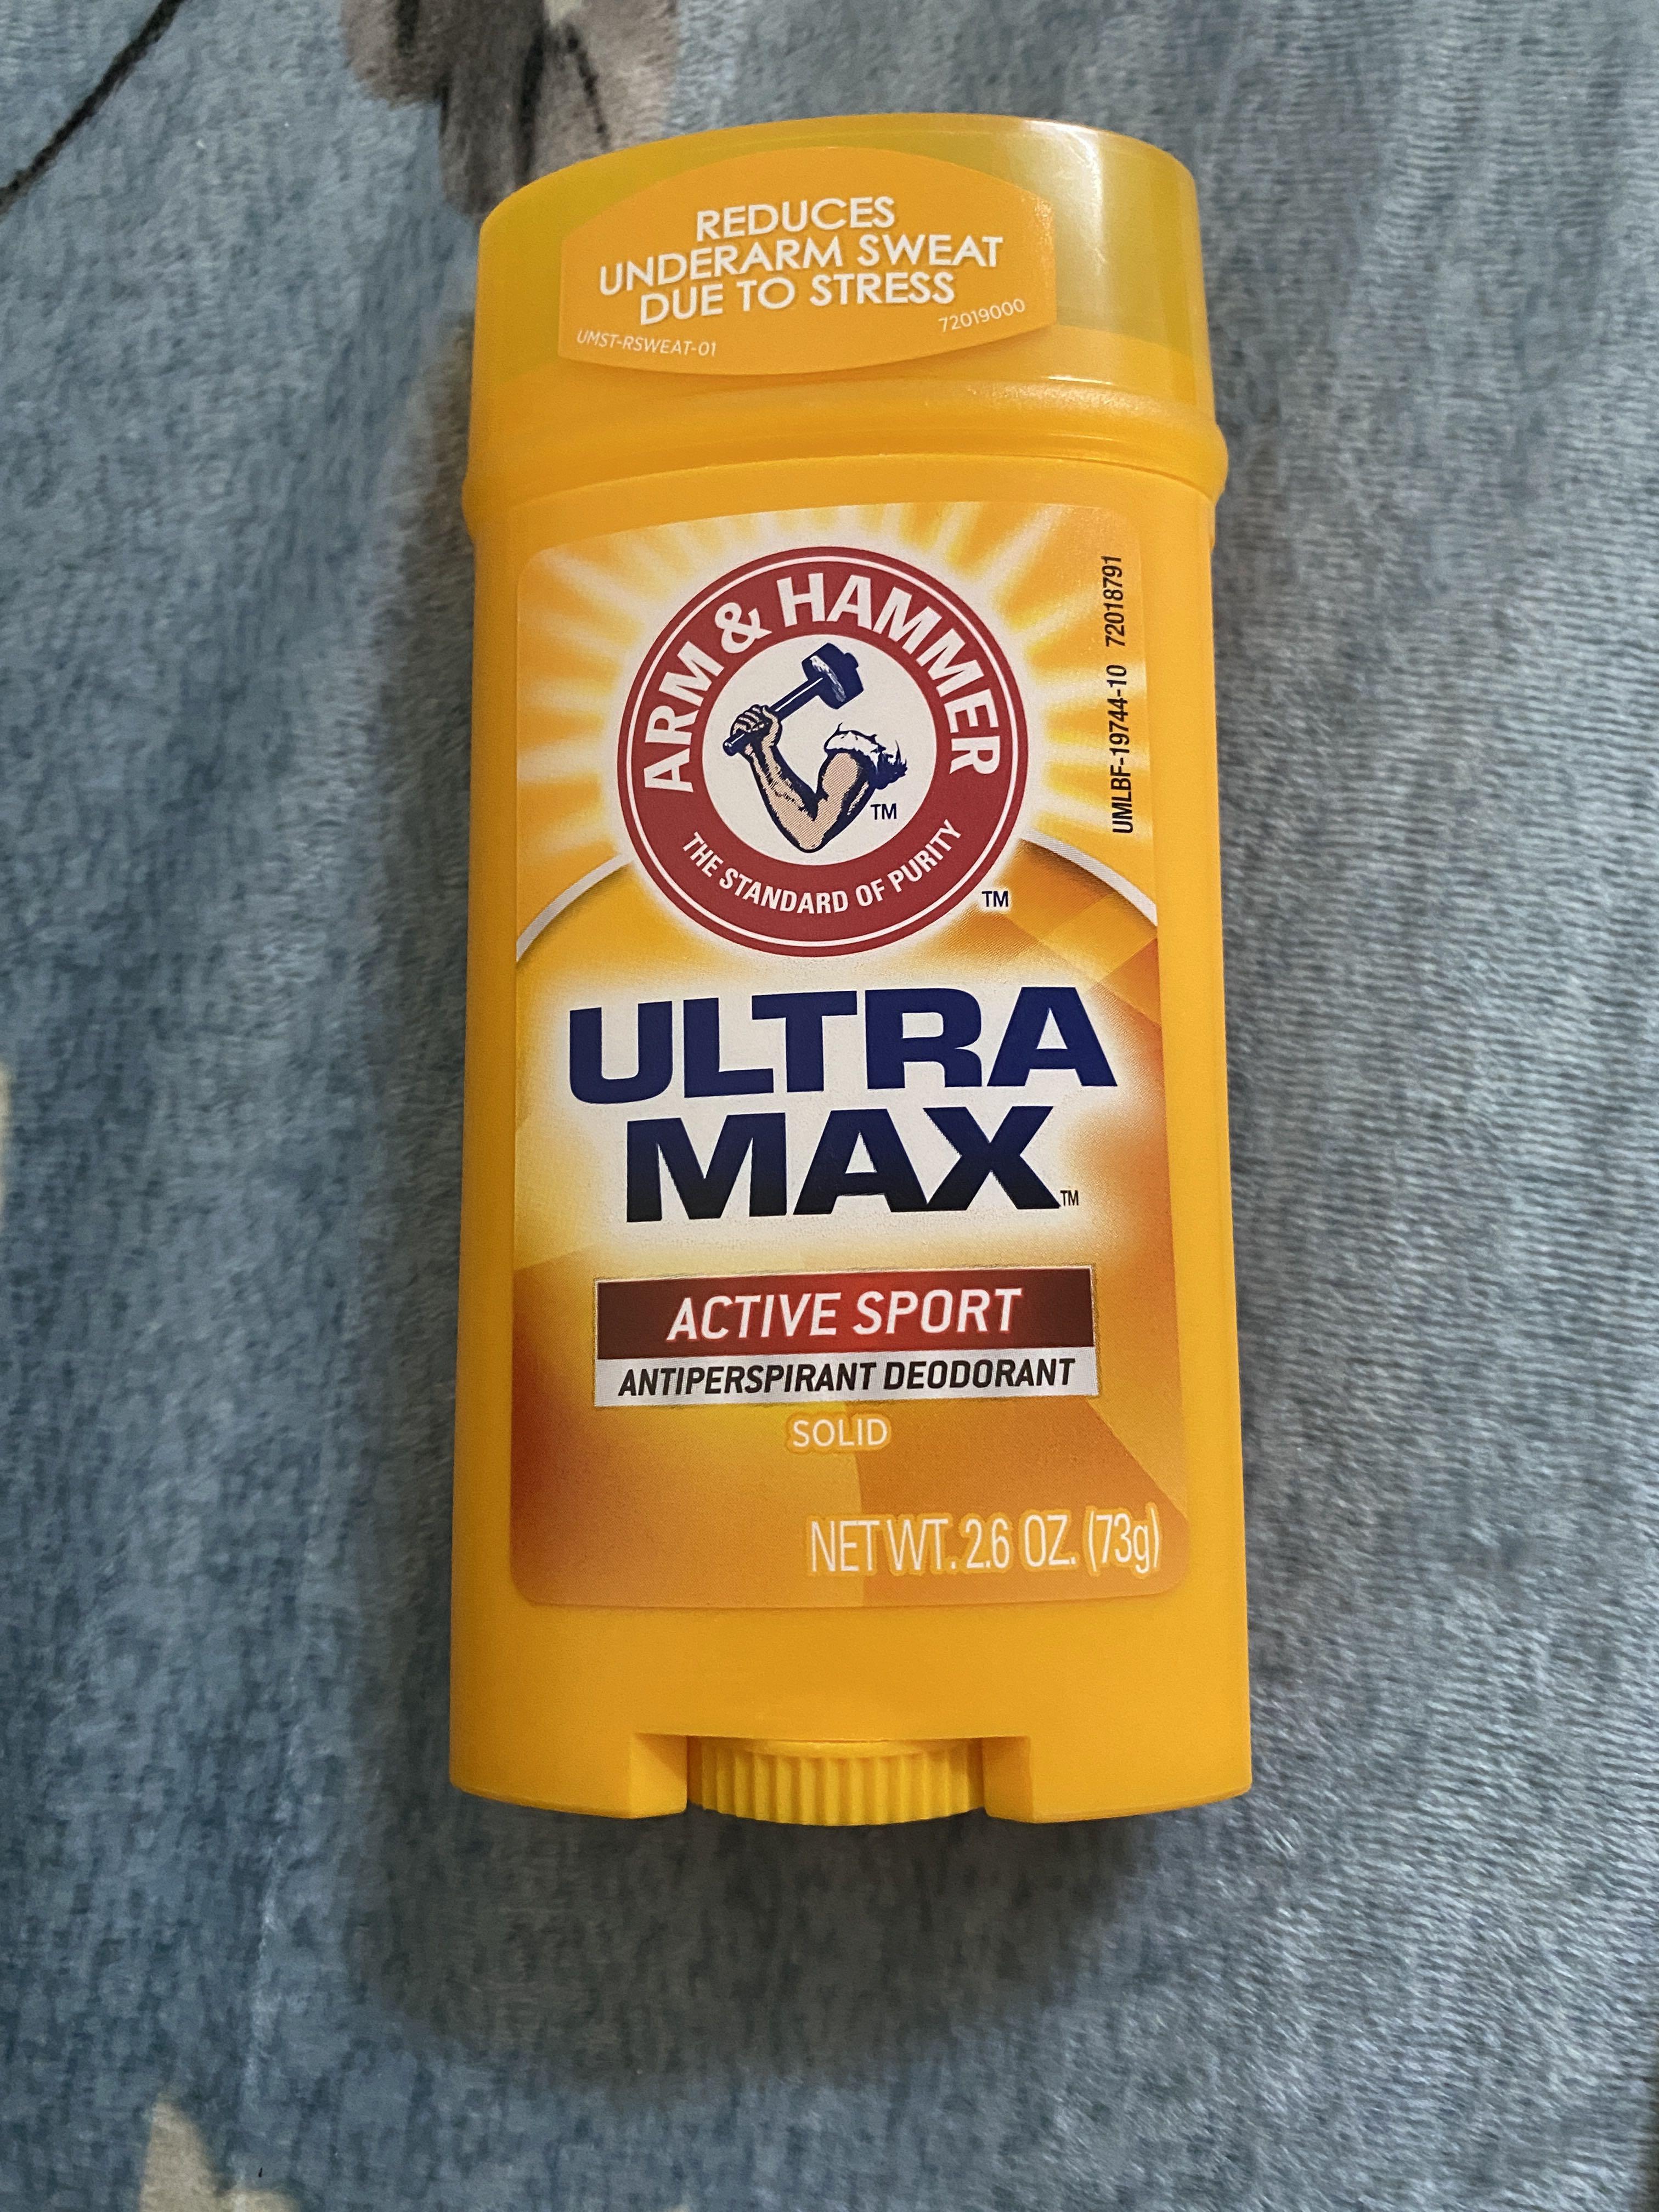 REDUCES
UNDERARM SWEAT
DUE TO STRESS
UMST-RSWEAT-01
72019000
ARM & HAMMER
TM
THE STANDARD OF PURITY
TM
UMLBF-19744-10 72018791
ULTRA
MAX TM
ACTIVE SPORT
ANTIPERSPIRANT DEODORANT
SOLID
NET WT. 2.6 OZ. (73g)